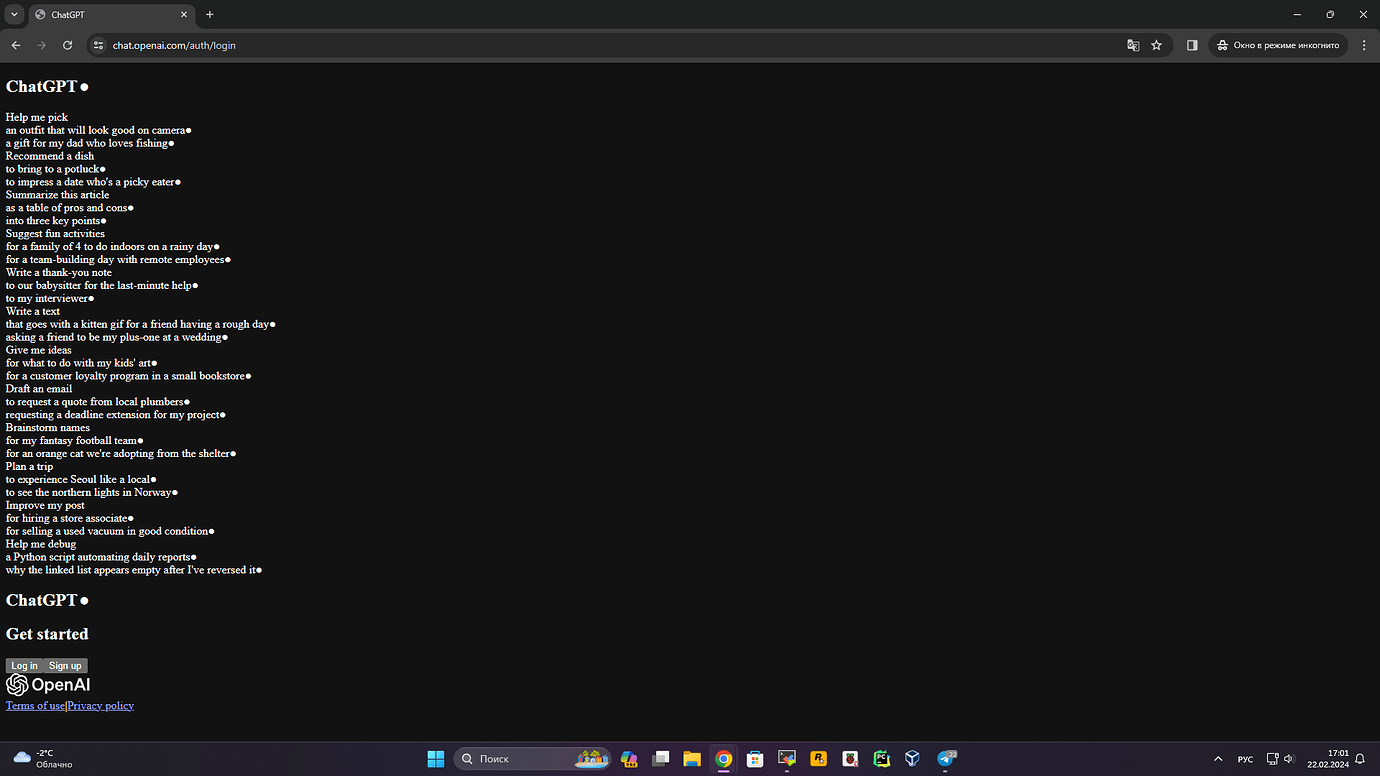 ChatGPT
chat.openai.com/auth/login
Окно в режиме инкогнито
ChatGPT●
Help me pick
an outfit that will look good on camera●
a gift for my dad who loves fishing●
Recommend a dish
to bring to a potluck●
to impress a date who's a picky eater●
Summarize this article
as a table of pros and cons●
into three key points●
Suggest fun activities
for a family of 4 to do indoors on a rainy day●
for a team-building day with remote employees●
Write a thank-you note
to our babysitter for the last-minute help●
to my interviewer●
Write a text
that goes with a kitten gif for a friend having a rough day●
asking a friend to be my plus-one at a wedding●
Give me ideas
for what to do with my kids' art●
for a customer loyalty program in a small bookstore●
Draft an email
to request a quote from local plumbers●
requesting a deadline extension for my project●
Brainstorm names
for my fantasy football team●
for an orange cat we're adopting from the shelter●
Plan a trip
to experience Seoul like a local●
to see the northern lights in Norway●
Improve my post
for hiring a store associate●
for selling a used vacuum in good condition●
Help me debug
a Python script automating daily reports●
why the linked list appears empty after I've reversed it●
ChatGPT●
Get started
Log in Sign up
OpenAI
Terms of use|Privacy policy
-2°C
Облачно
Поиск
PRE
PC
22
РУС
17:01
22.02.2024